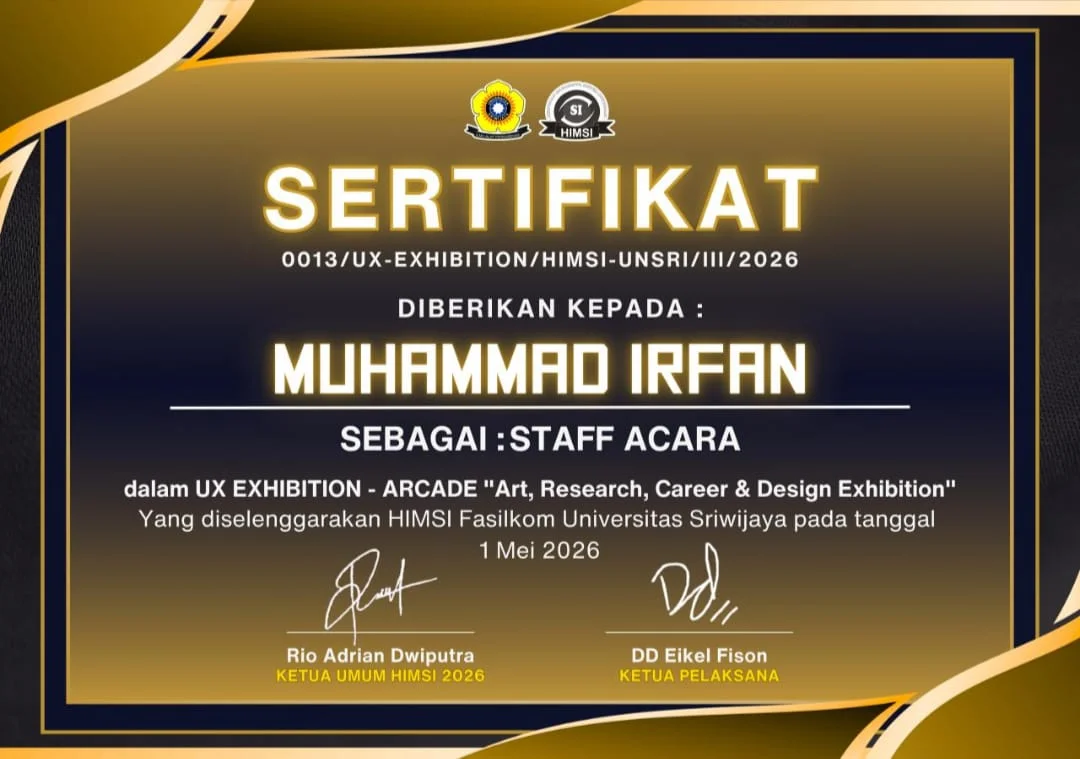 SI
HIMSI
SERTIFIKAT
0013/UX-EXHIBITION/HIMSI-UNSRI/III/2026
DIBERIKAN KEPADA :
MUHAMMAD IRFAN
SEBAGAI : STAFF ACARA
dalam UX EXHIBITION - ARCADE "Art, Research, Career & Design Exhibition"
Yang diselenggarakan HIMSI Fasilkom Universitas Sriwijaya pada tanggal
1 Mei 2026
Rio Adrian Dwiputra
KETUA UMUM HIMSI 2026
DD Eikel Fison
KETUA PELAKSANA